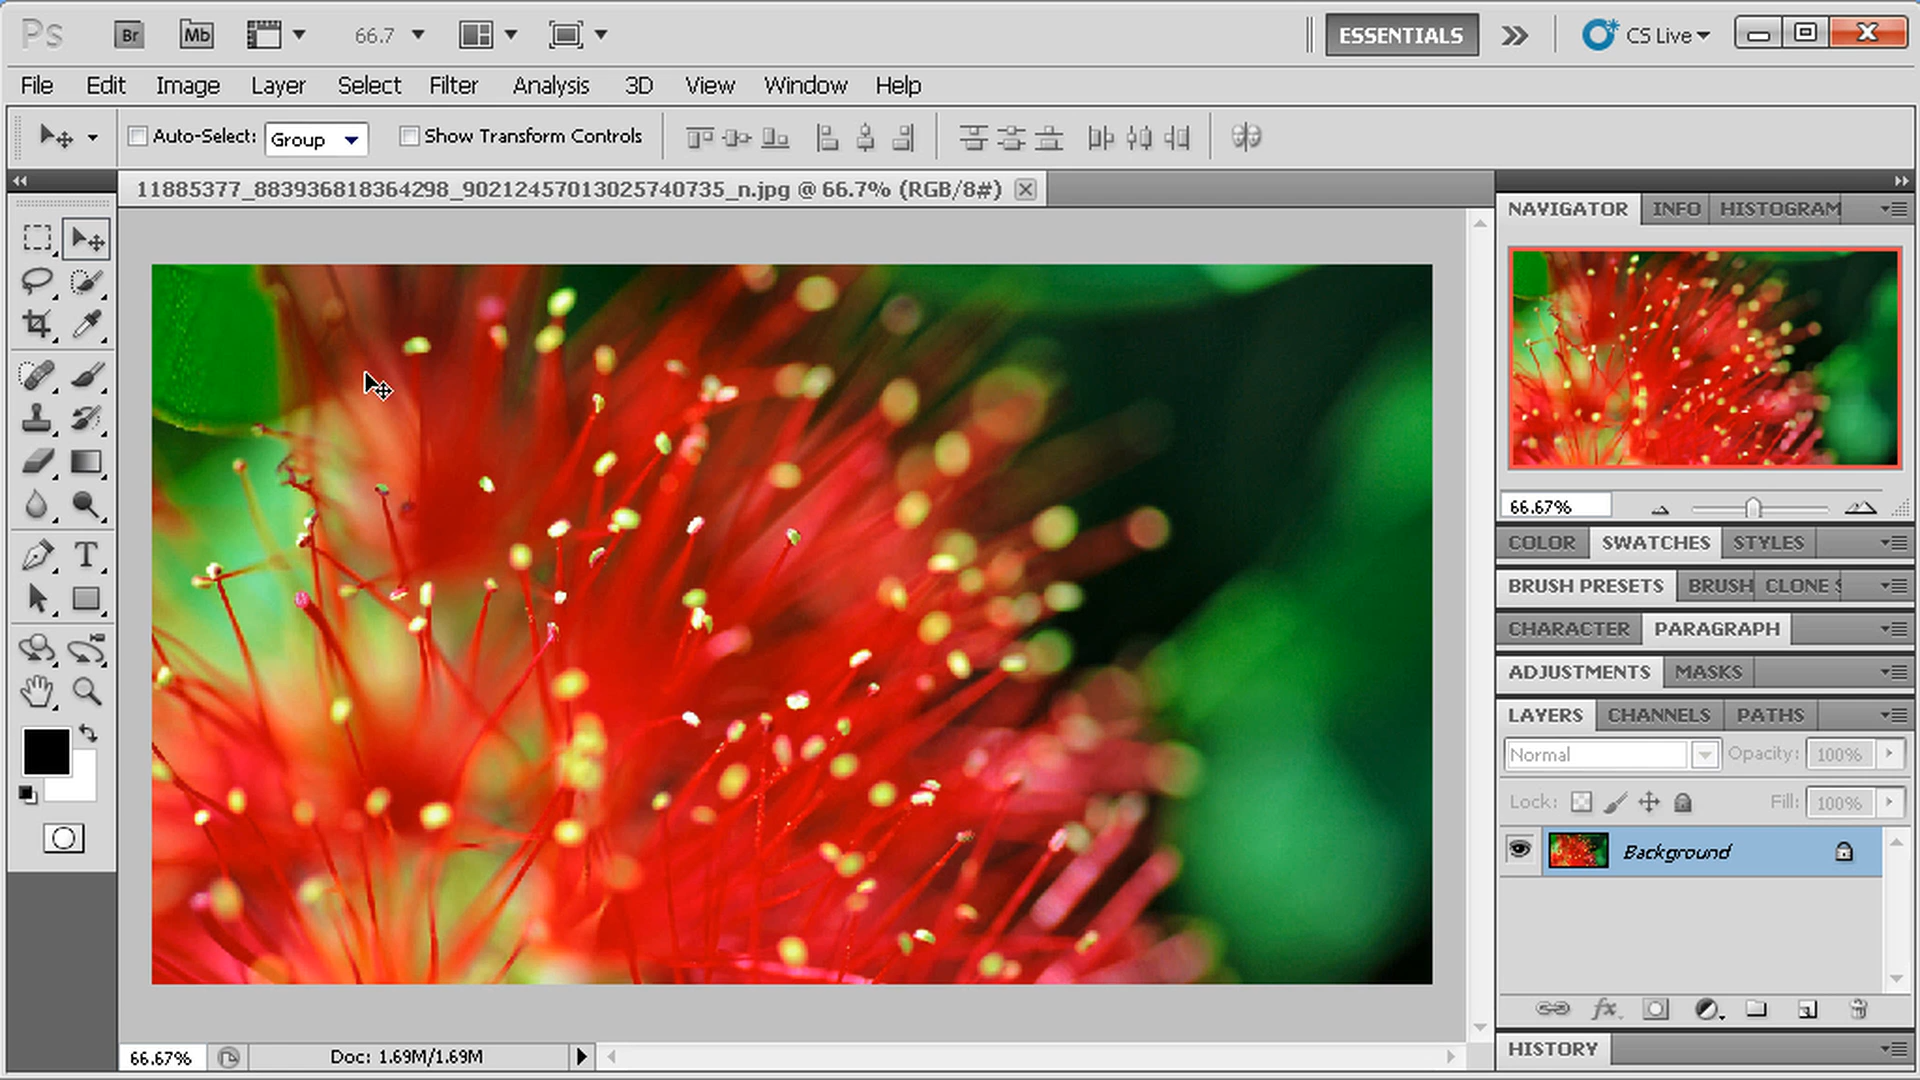 Ps Br Mb 66.7 ESSENTIALS CS Live
File Edit Image Layer Select Filter Analysis 3D View Window Help
Auto-Select: Group Show Transform Controls
11885377_883936818364298_90212457013025740735_n.jpg @ 66.7% (RGB/8#)
NAVIGATOR INFO HISTOGRAM
66.67%
COLOR SWATCHES STYLES
BRUSH PRESETS BRUSH CLONE S
CHARACTER PARAGRAPH
ADJUSTMENTS MASKS
LAYERS CHANNELS PATHS
Normal Opacity: 100%
Lock: Fill: 100%
Background
fx
HISTORY
66.67% Doc: 1.69M/1.69M